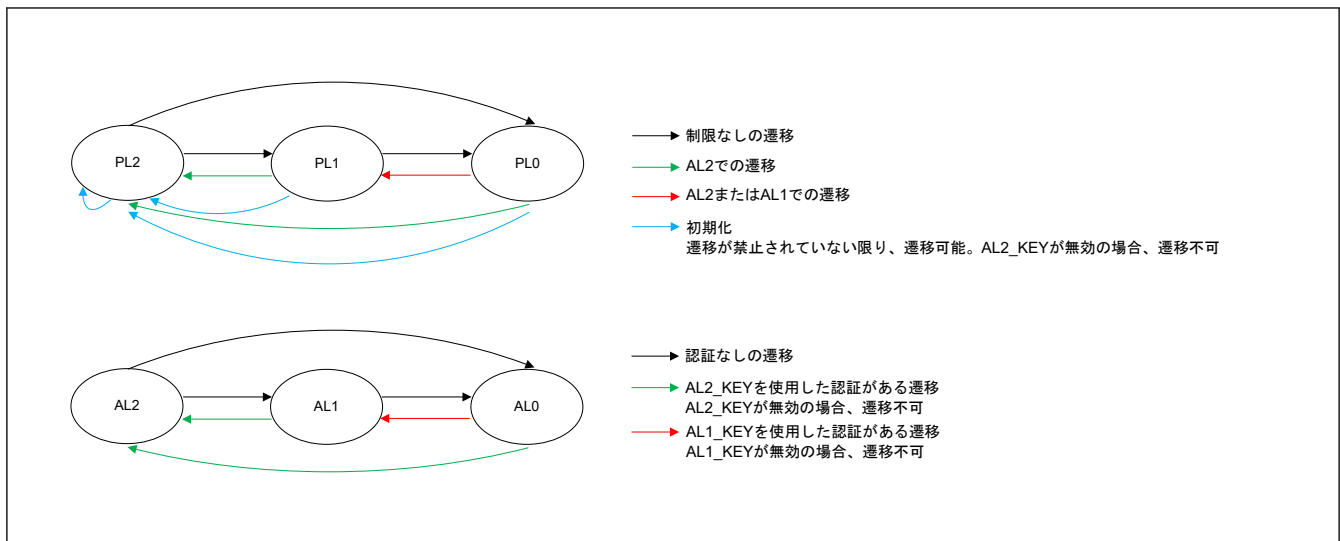 PL2
PL1
PL0
制限なしの遷移
AL2での遷移
AL2またはAL1での遷移
初期化
遷移が禁止されていない限り、遷移可能。AL2_KEYが無効の場合、遷移不可
AL2
AL1
AL0
認証なしの遷移
AL2_KEYを使用した認証がある遷移
AL2_KEYが無効の場合、遷移不可
AL1_KEYを使用した認証がある遷移
AL1_KEYが無効の場合、遷移不可